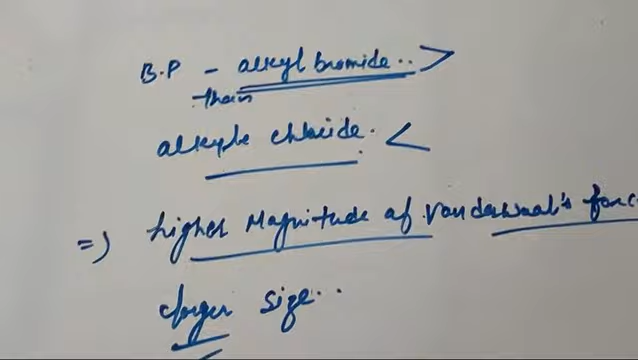 B.P - alkyl bromide.. >
than
alkyle chloride. <
=) higher Magnitude of Vanderwaal's forc
larger size..